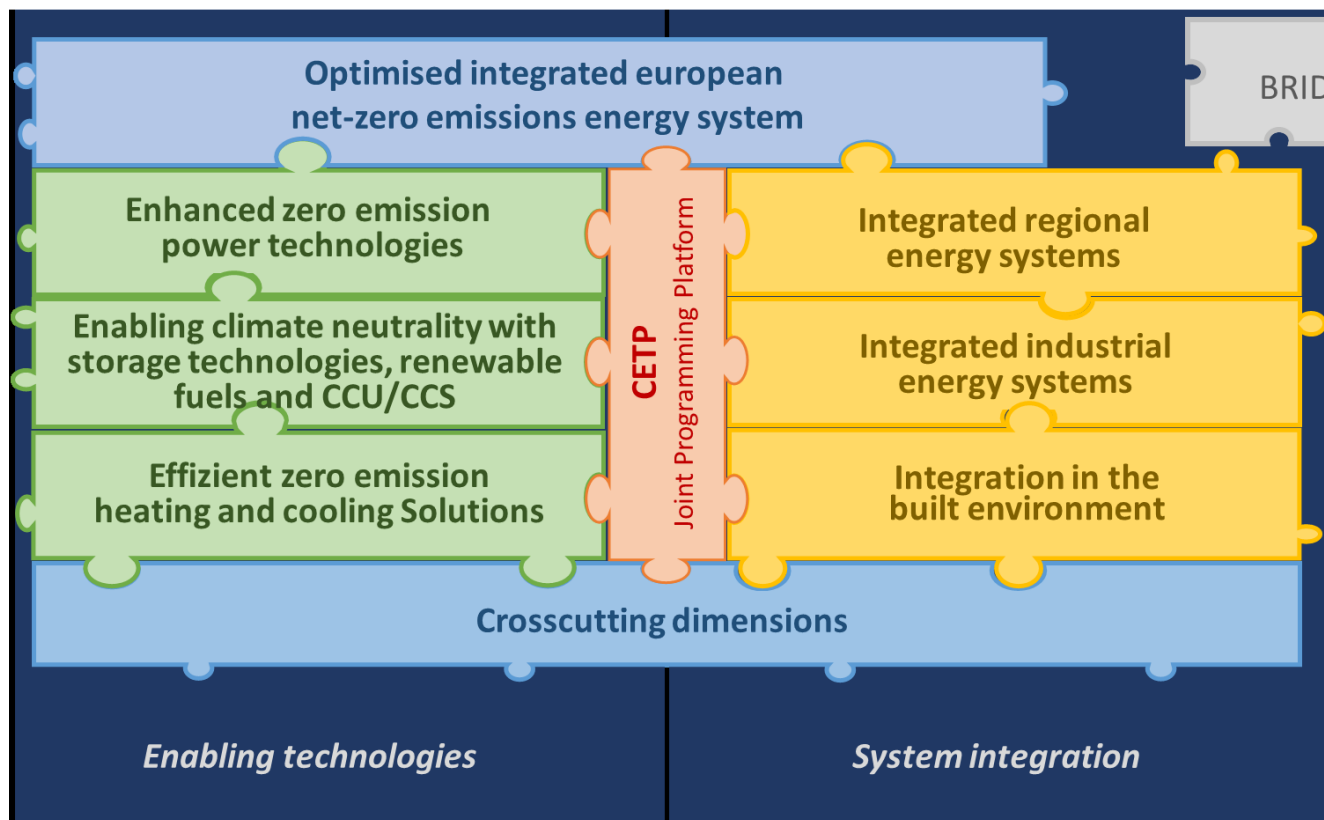 Optimised integrated european
net-zero emissions energy system
BRID
Enhanced zero emission
power technologies
Enabling climate neutrality with
storage technologies, renewable
fuels and CCU/CCS
Effizient zero emission
heating and cooling Solutions
CETP
Joint Programming Platform
Integrated regional
energy systems
Integrated industrial
energy systems
Integration in the
built environment
Crosscutting dimensions
Enabling technologies
System integration